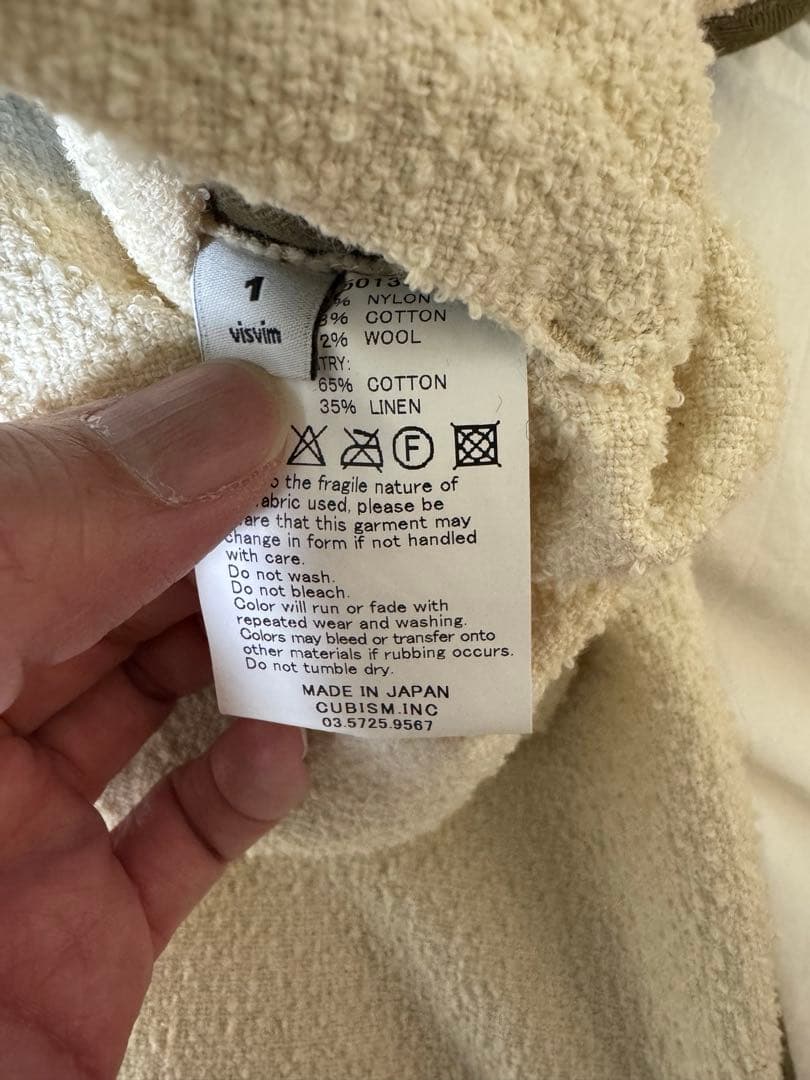 1
visvim
NYLON
COTTON
2% WOOL
65% COTTON
35% LINEN
F
the fragile nature of
used, please be
that this garment may
change in form if not handled
with care.
Do not wash.
Do not bleach.
Color will run or fade with
repeated wear and washing.
Colors may bleed or transfer onto
other materials if rubbing occurs.
Do not tumble dry.
MADE IN JAPAN
CUBISM.INC
03.5725.9567